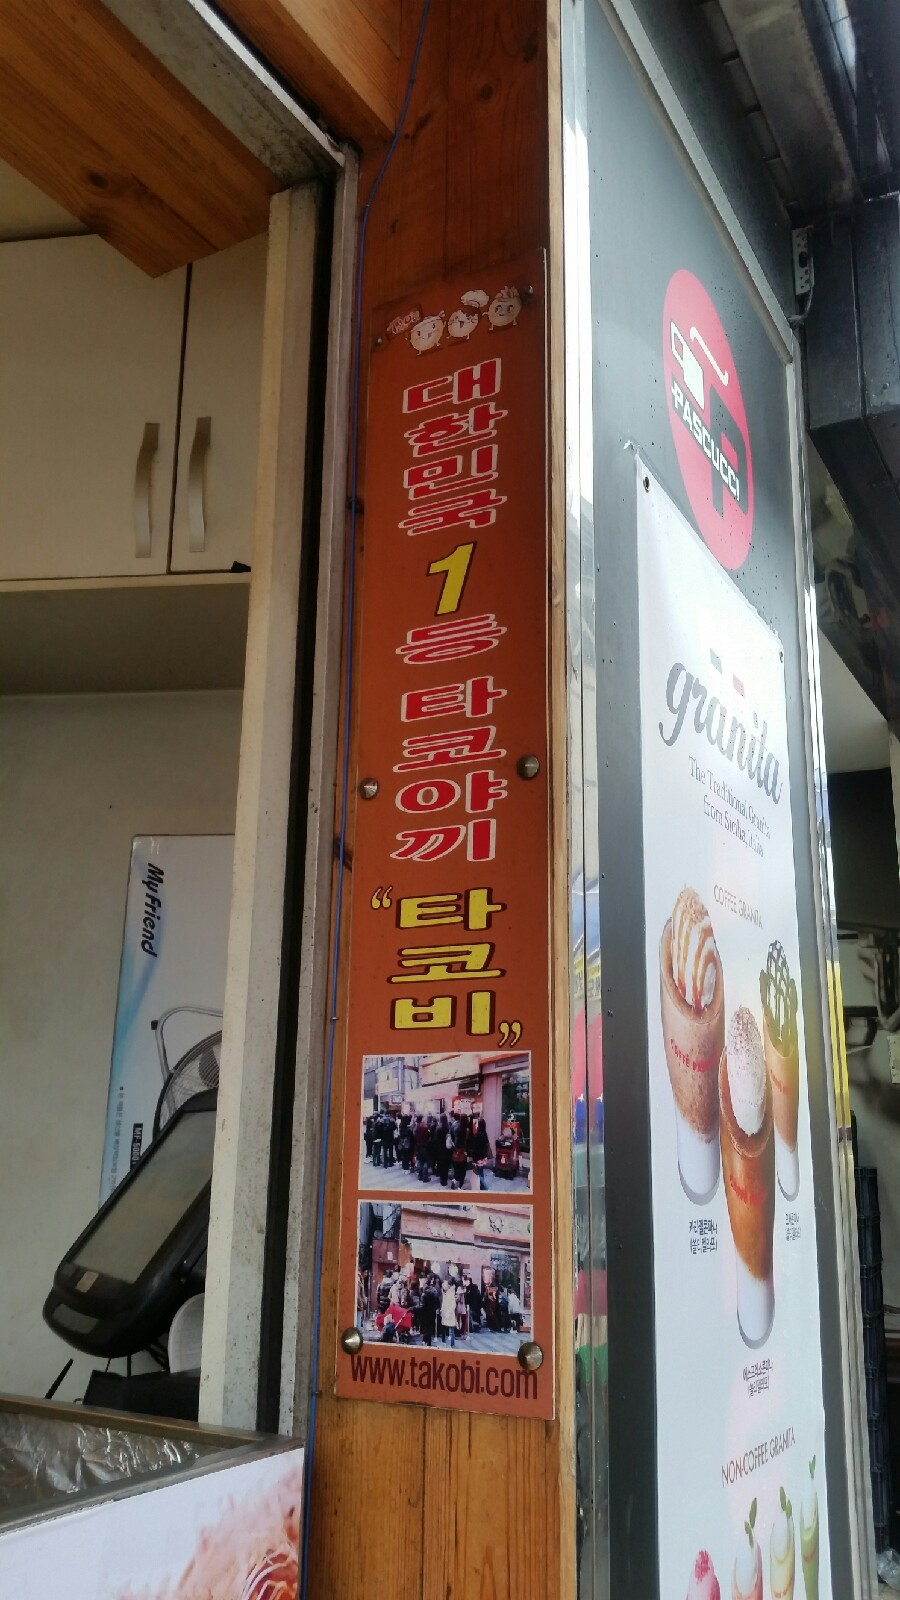 대한민국
1등
타쿄야끼
“타코비”
www.takobi.com
My Friend
PASCUCCI
granita
The Traditional Granita
from Sicilia, Italia
COFFEE GRANITA
NON-COFFEE GRANITA